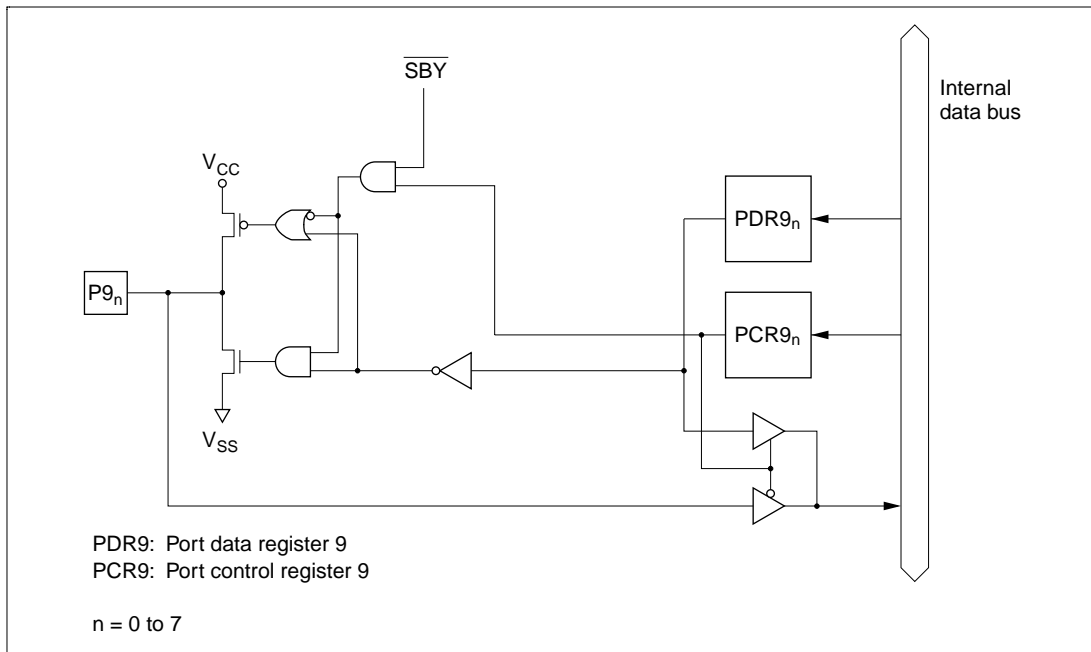 SBY
Internal
data bus
VCC
PDR9n
P9n
PCR9n
VSS
PDR9: Port data register 9
PCR9: Port control register 9
n = 0 to 7